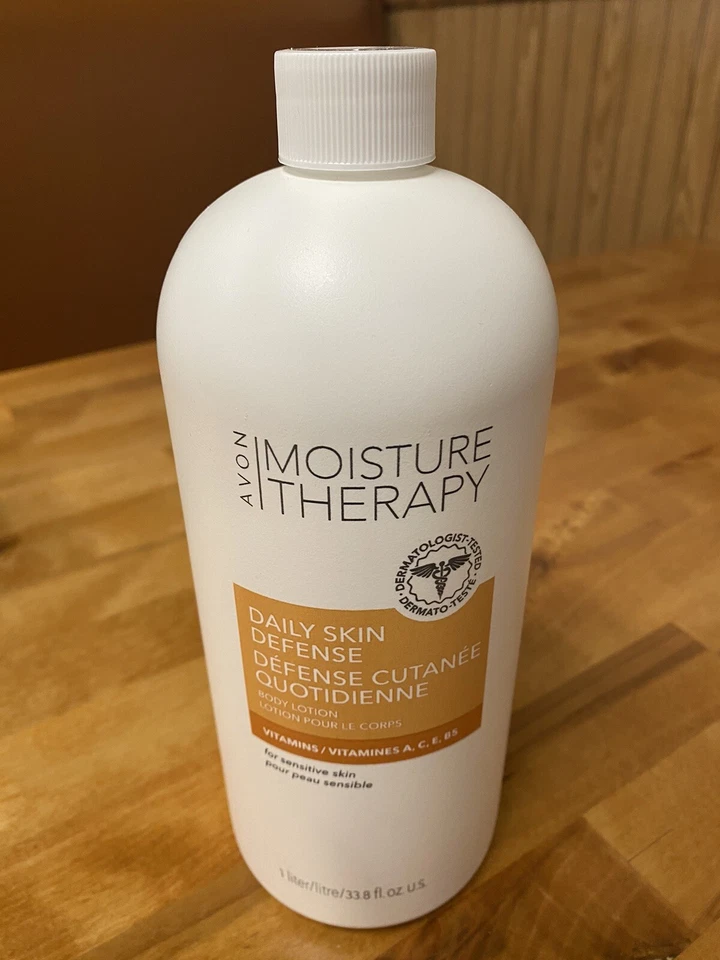 AVON
MOISTURE
THERAPY
DERMATOLOGIST-TESTED
DERMATO-TESTÉ
DAILY SKIN
DEFENSE
DÉFENSE CUTANÉE
QUOTIDIENNE
BODY LOTION
LOTION POUR LE CORPS
VITAMINS / VITAMINES A, C, E, B5
for sensitive skin
pour peau sensible
1 liter/litre/33.8 fl. oz. U.S.